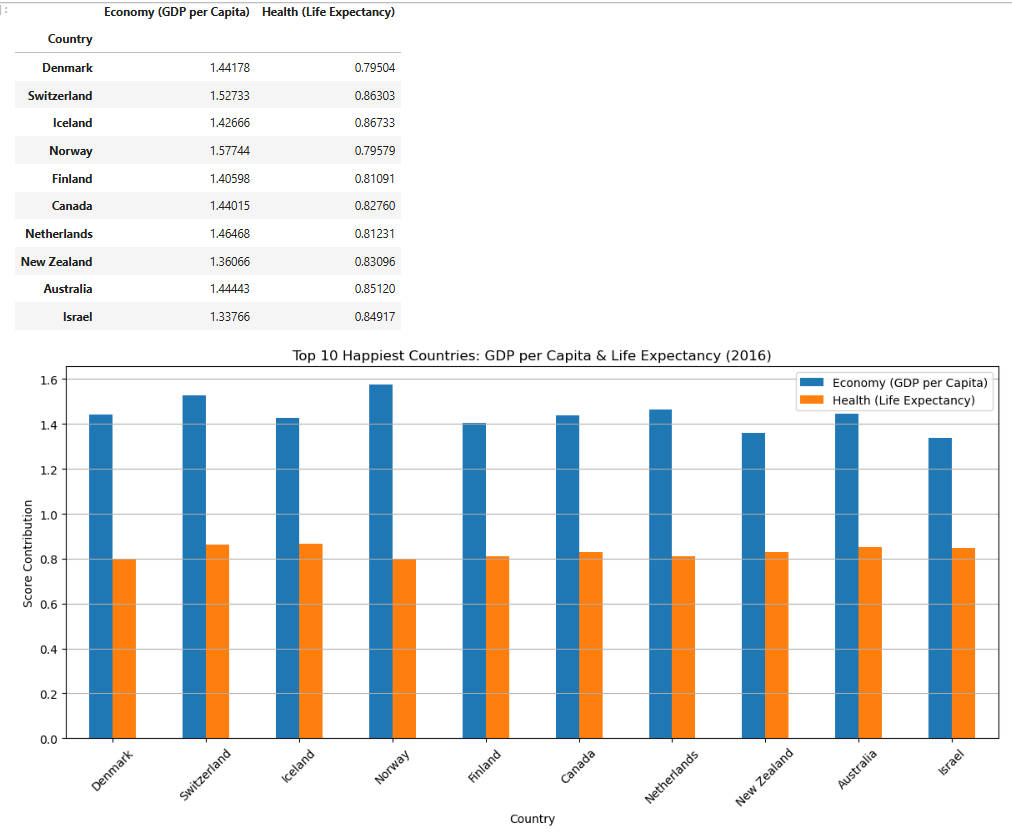 ] :
Economy (GDP per Capita) Health (Life Expectancy)
Country
Denmark 1.44178 0.79504
Switzerland 1.52733 0.86303
Iceland 1.42666 0.86733
Norway 1.57744 0.79579
Finland 1.40598 0.81091
Canada 1.44015 0.82760
Netherlands 1.46468 0.81231
New Zealand 1.36066 0.83096
Australia 1.44443 0.85120
Israel 1.33766 0.84917
Top 10 Happiest Countries: GDP per Capita & Life Expectancy (2016)
Economy (GDP per Capita)
Health (Life Expectancy)
Score Contribution
1.6
1.4
1.2
1.0
0.8
0.6
0.4
0.2
0.0
Denmark
Switzerland
Iceland
Norway
Finland
Canada
Netherlands
New Zealand
Australia
Israel
Country